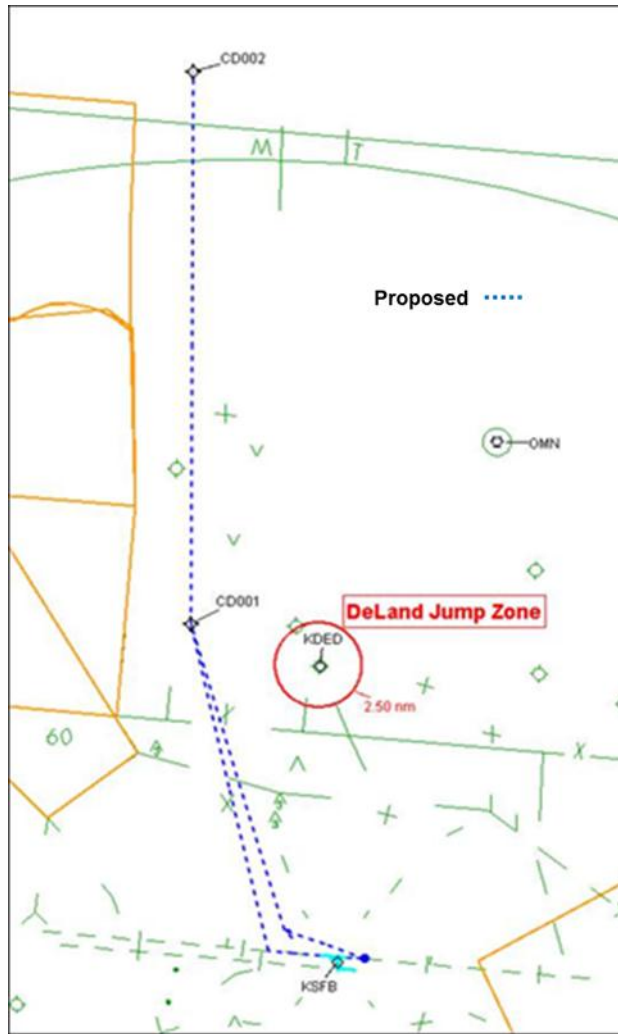 CD002
M T
Proposed
OMN
CD001
DeLand Jump Zone
KDED
2.50 nm
X
60
X
KSFB